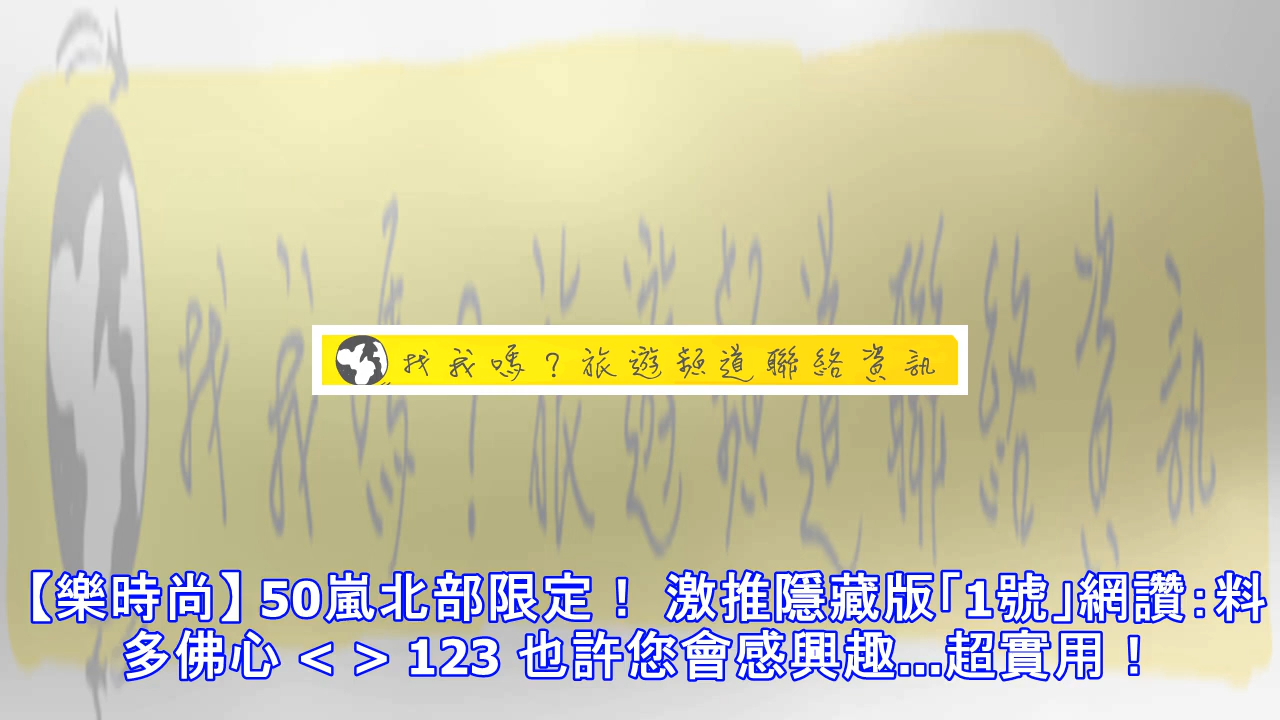 找我嗎？旅遊頻道聯絡資訊
【樂時尚】50嵐北部限定！ 激推隱藏版「1號」網讚：料
多佛心 < > 123 也許您會感興趣...超實用！